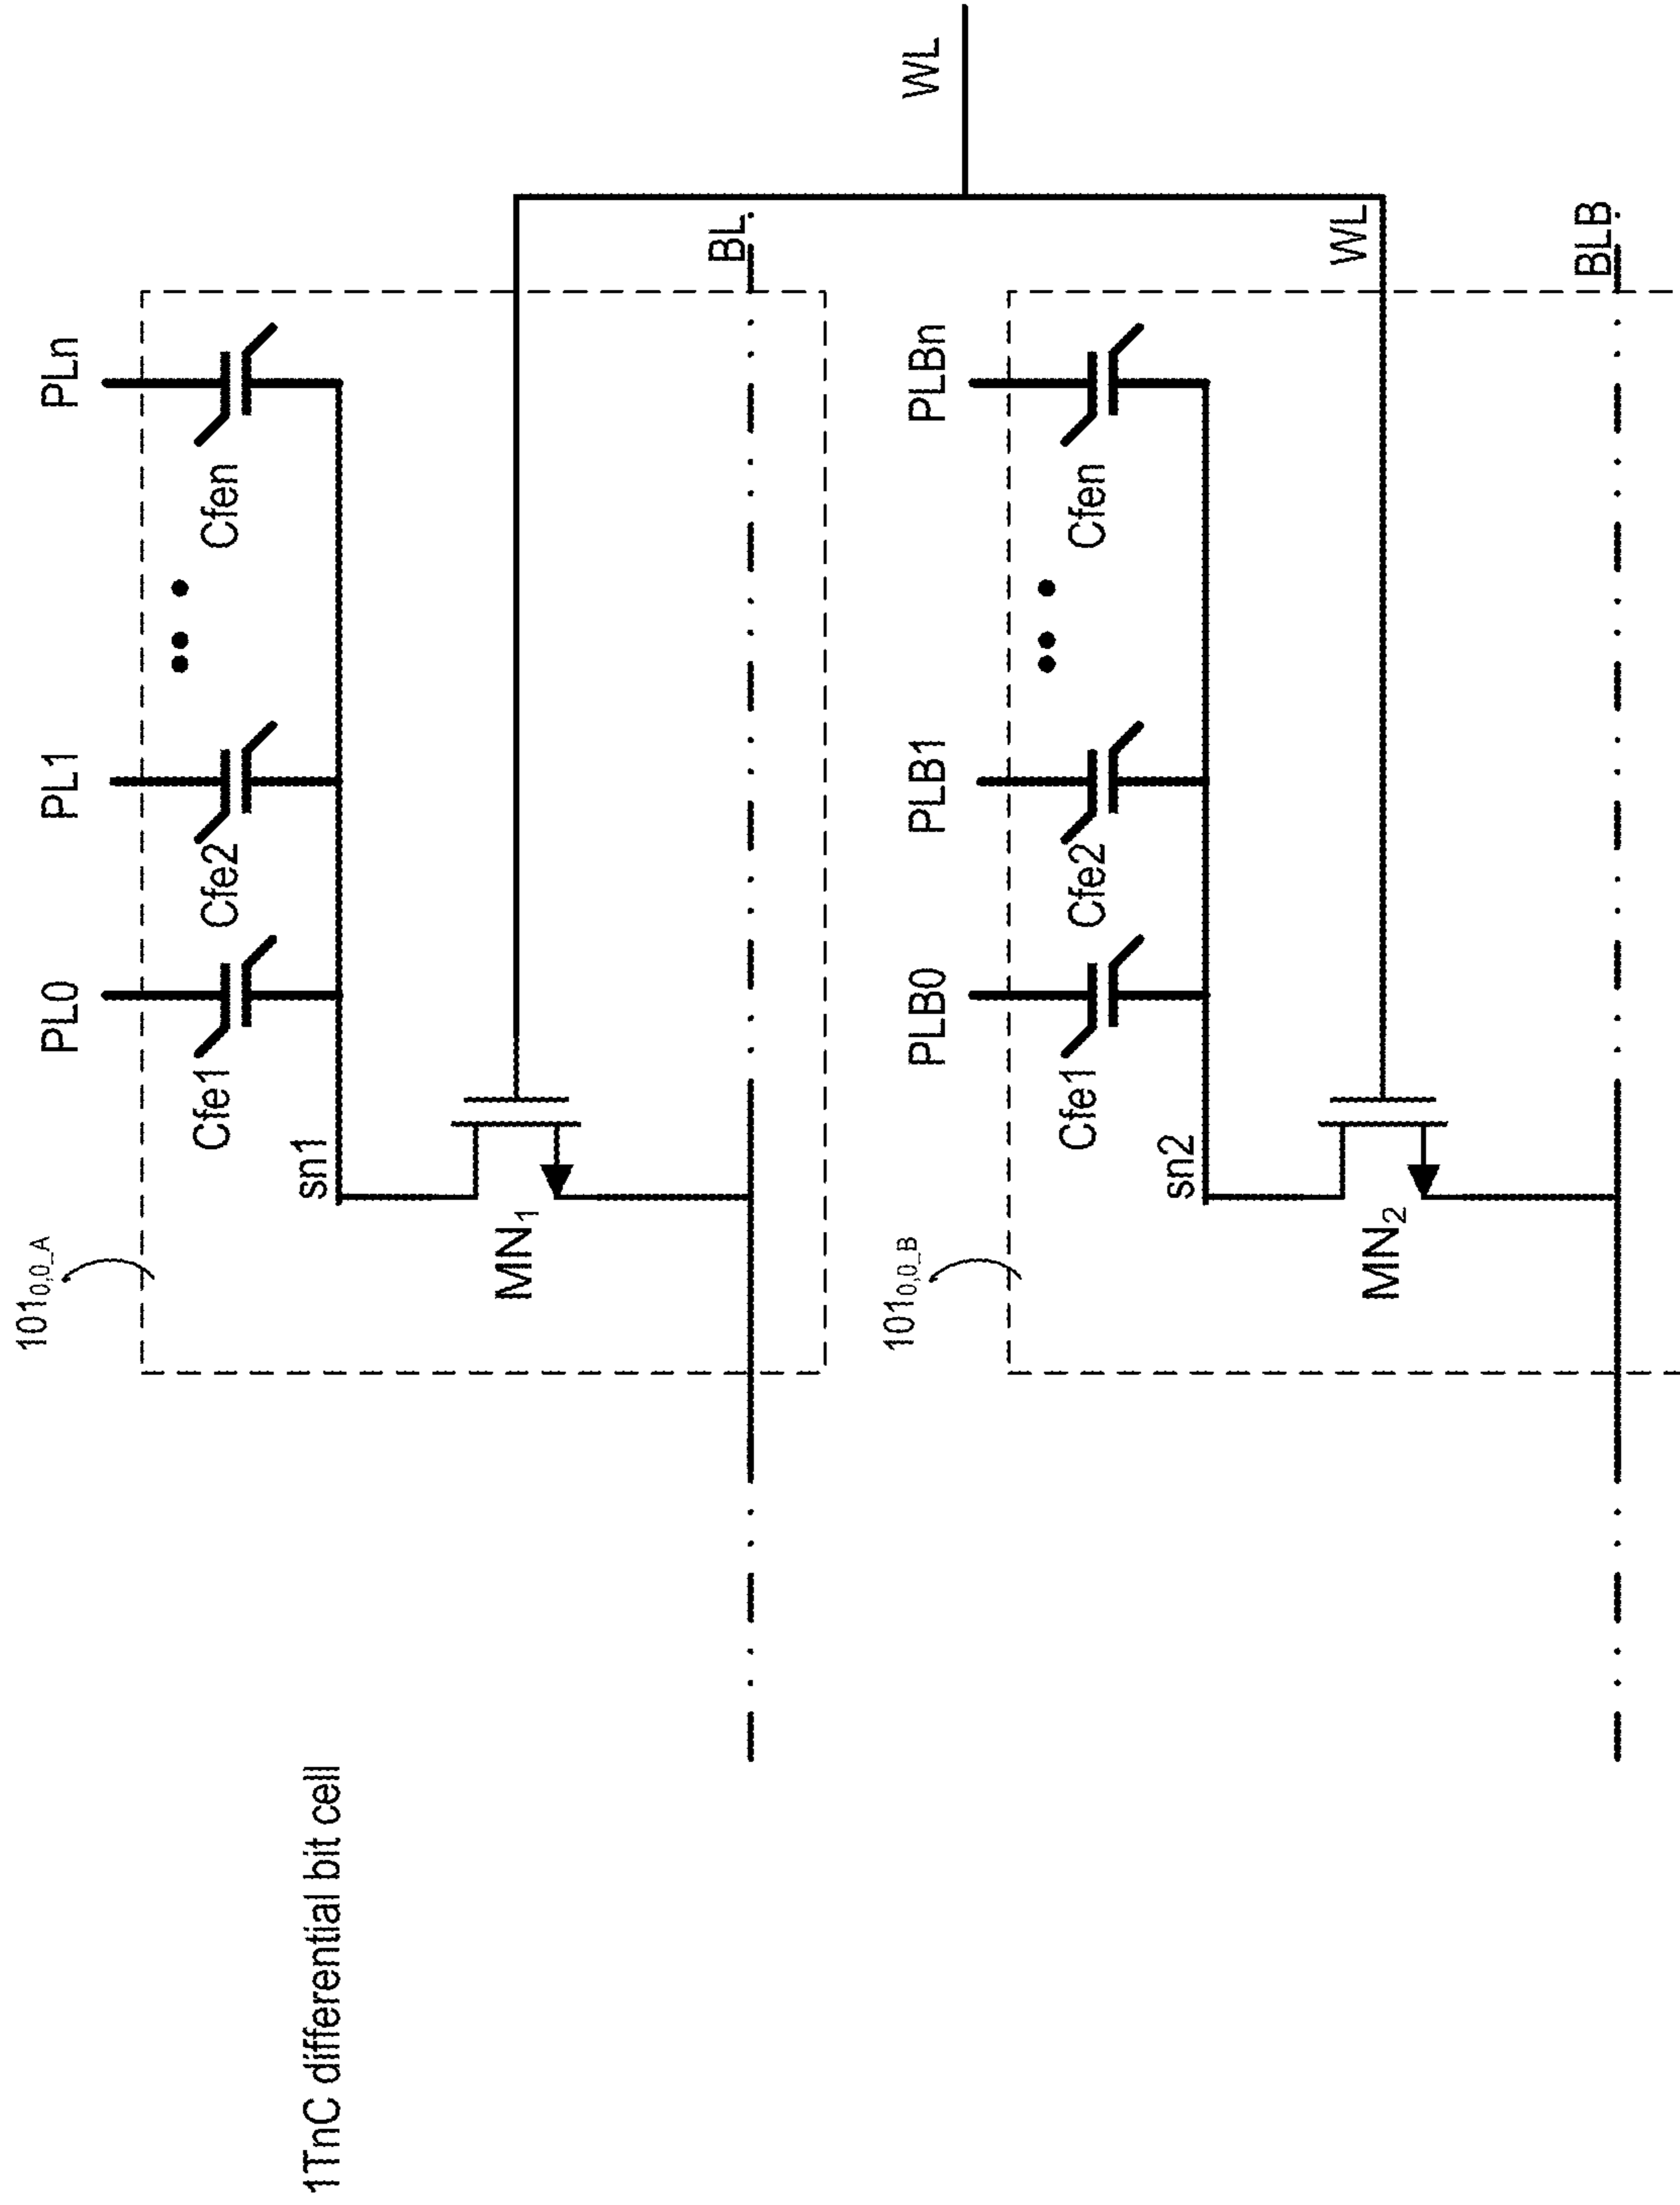 1TnC differential bit cell
101₀,₀_A
PL0
PL1
PLn
Cfe1
Cfe2
Cfen
sn1
MN₁
BL
WL
101₀,₀_B
PLB0
PLB1
PLBn
Cfe1
Cfe2
Cfen
sn2
MN₂
WL
BLB